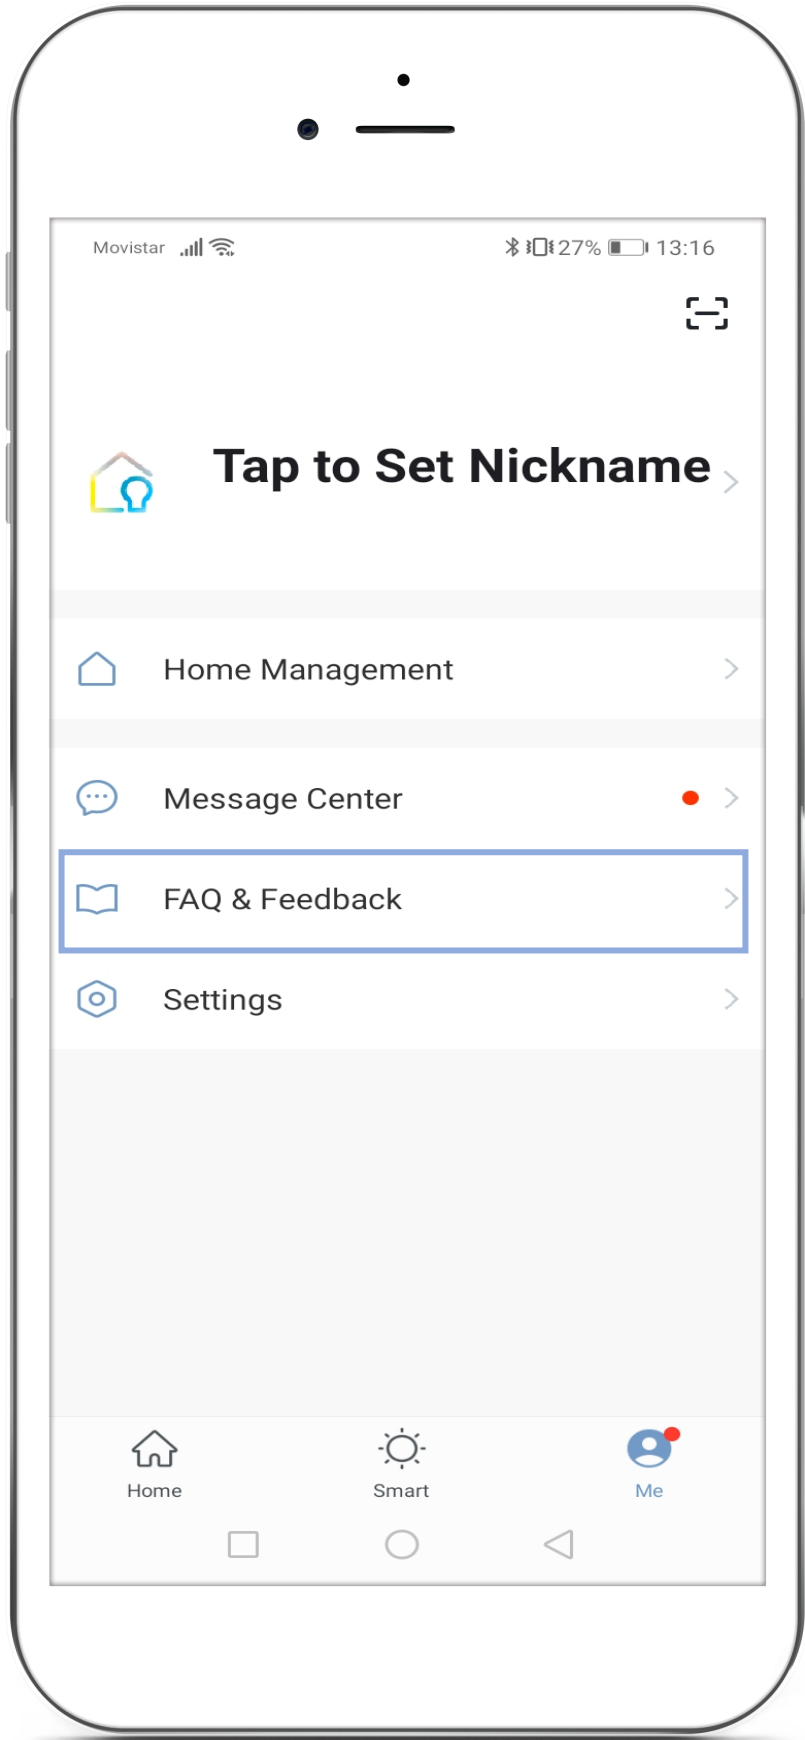 Movistar 27% 13:16
Tap to Set Nickname
Home Management
Message Center
FAQ & Feedback
Settings
Home Smart Me